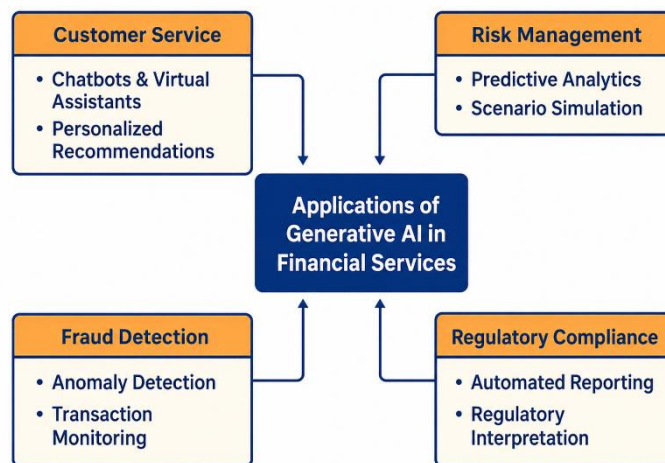 Customer Service
• Chatbots & Virtual
Assistants
• Personalized
Recommendations
Risk Management
• Predictive Analytics
• Scenario Simulation
Applications of
Generative AI in
Financial Services
Fraud Detection
• Anomaly Detection
• Transaction
Monitoring
Regulatory Compliance
• Automated Reporting
• Regulatory
Interpretation